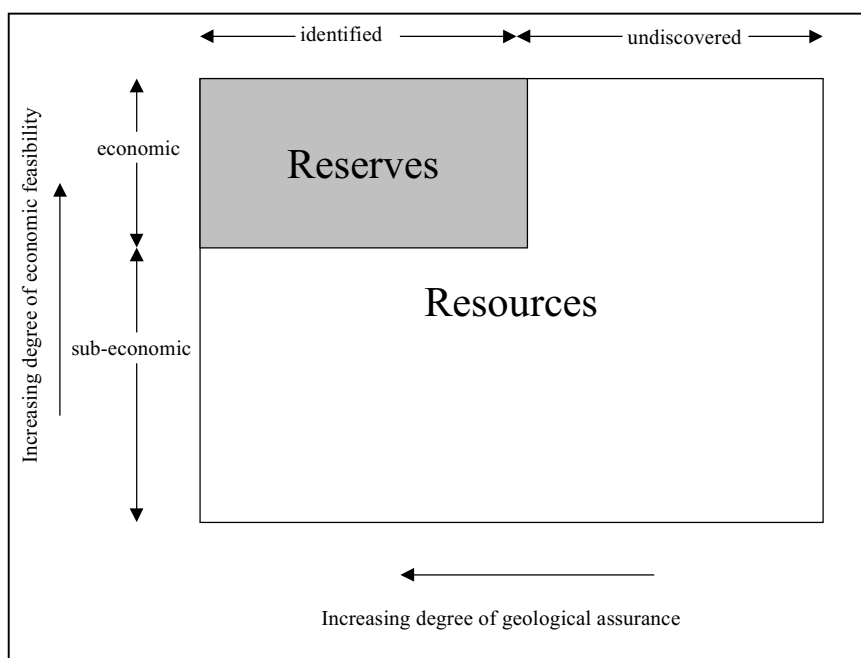 identified
undiscovered
economic
Reserves
Increasing degree of economic feasibility
Resources
sub-economic
Increasing degree of geological assurance